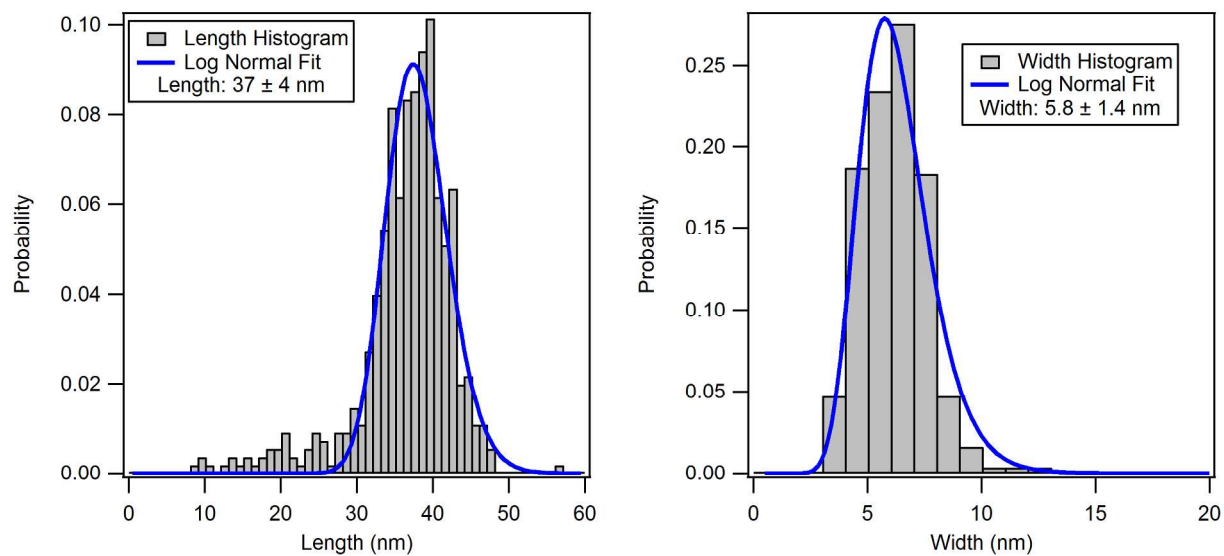 Length Histogram
Log Normal Fit
Length: 37 ± 4 nm
Probability
0.10
0.08
0.06
0.04
0.02
0.00
0 10 20 30 40 50 60
Length (nm)
Width Histogram
Log Normal Fit
Width: 5.8 ± 1.4 nm
Probability
0.25
0.20
0.15
0.10
0.05
0.00
0 5 10 15 20
Width (nm)